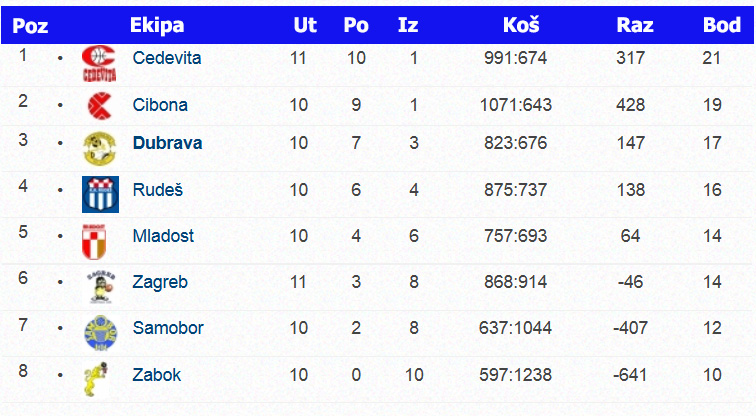 Poz Ekipa Ut Po Iz Koš Raz Bod
1 • CEDEVITA Cedevita 11 10 1 991:674 317 21
2 • Cibona 10 9 1 1071:643 428 19
3 • Dubrava 10 7 3 823:676 147 17
4 • Rudeš 10 6 4 875:737 138 16
5 • Mladost 10 4 6 757:693 64 14
6 • ZAGREB Zagreb 11 3 8 868:914 -46 14
7 • Samobor 10 2 8 637:1044 -407 12
8 • Zabok 10 0 10 597:1238 -641 10